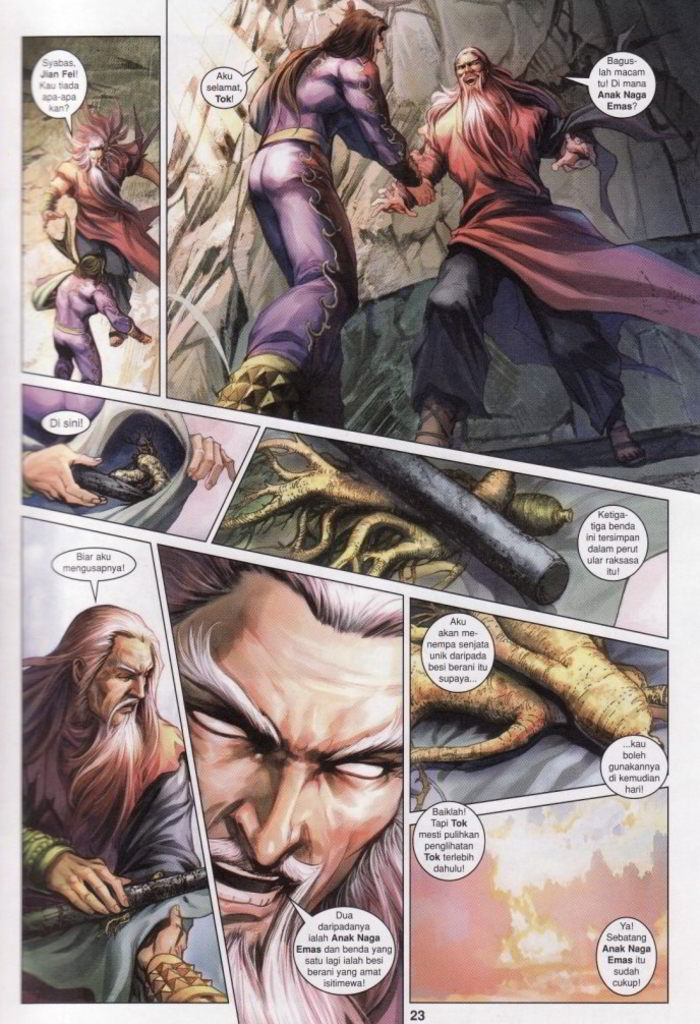 Syabas,
Jian Fei!
Kau tiada
apa-apa
kan?
Aku
selamat,
Tok!
Bagus-
lah macam
tu! Di mana
Anak Naga
Emas?
Di sini!
Ketiga-
tiga benda
ini tersimpan
dalam perut
ular raksasa
itu!
Biar aku
mengusapnya!
Dua
daripadanya
ialah Anak Naga
Emas dan benda yang
satu lagi ialah besi
berani yang amat
isitimewa!
Aku
akan me-
nempa senjata
unik daripada
besi berani itu
supaya...
...kau
boleh
gunakannya
di kemudian
hari!
Baiklah!
Tapi Tok
mesti pulihkan
penglihatan
Tok terlebih
dahulu!
Ya!
Sebatang
Anak Naga
Emas itu
sudah
cukup!
23